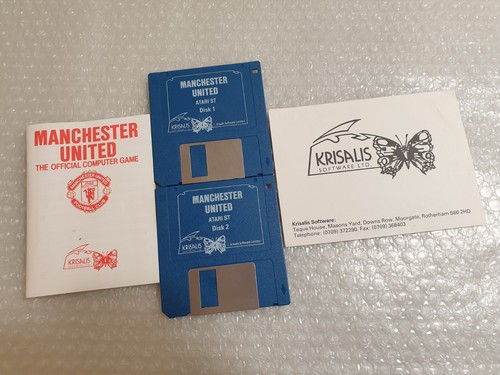 MANCHESTER
UNITED
THE OFFICIAL COMPUTER GAME
KRISALIS
MANCHESTER
UNITED
ATARI ST
Disk 1
KRISALIS
MANCHESTER
UNITED
ATARI ST
Disk 2
KRISALIS
KRISALIS
SOFTWARE LTD
Krisalis Software:
Teque House, Masons Yard, Downs Row, Moorgate, Rotherham S60 2HD
Telephone: (0709) 372290. Fax: (0709) 368403